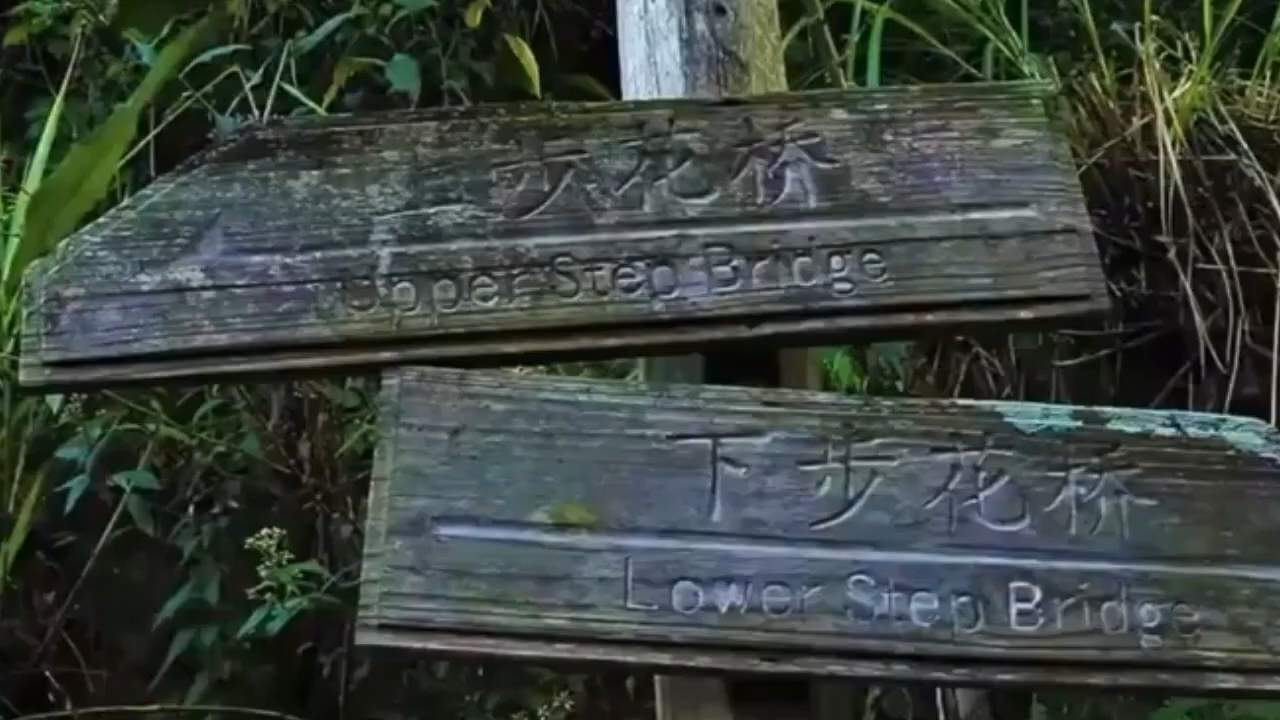 步花桥
Upper Step Bridge
下步花桥
Lower Step Bridge